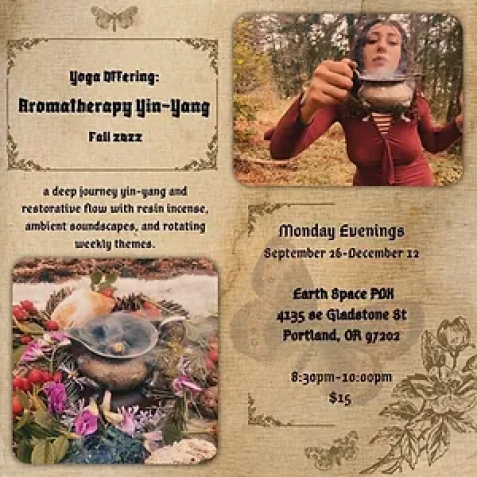 Yoga Offering:
Aromatherapy Yin-Yang
Fall 2022
a deep journey yin-yang and
restorative flow with resin incense,
ambient soundscapes, and rotating
weekly themes.
Monday Evenings
September 26-December 12
Earth Space PDX
4135 se Gladstone St
Portland, OR 97202
8:30pm-10:00pm
$15